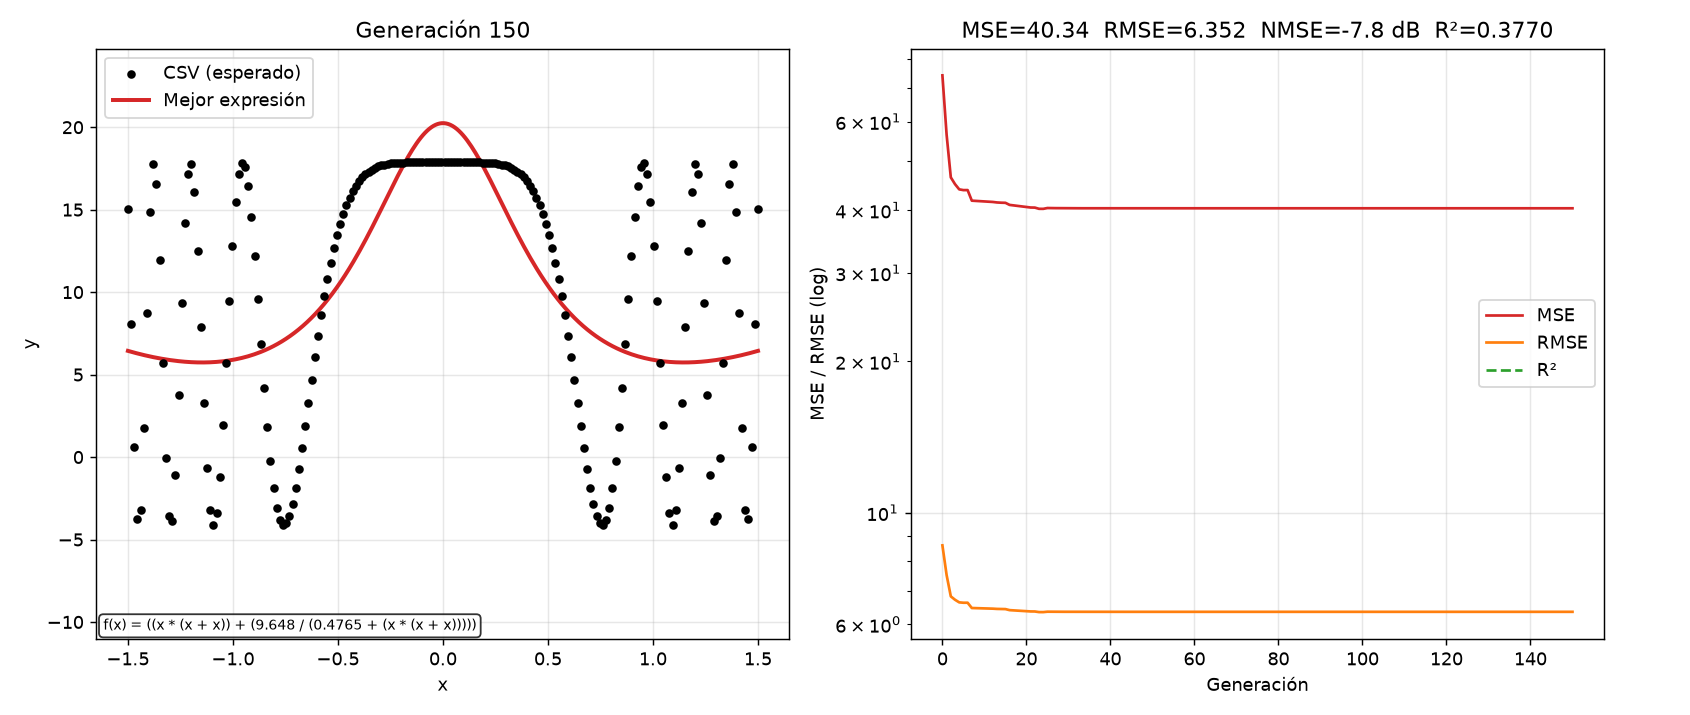 Generación 150
CSV (esperado)
Mejor expresión
20
15
10
5
0
−5
−10
y
f(x) = ((x * (x + x)) + (9.648 / (0.4765 + (x * (x + x)))))
−1.5 −1.0 −0.5 0.0 0.5 1.0 1.5
x
MSE=40.34 RMSE=6.352 NMSE=-7.8 dB R²=0.3770
6 × 10¹
4 × 10¹
3 × 10¹
2 × 10¹
10¹
6 × 10⁰
MSE / RMSE (log)
MSE
RMSE
R²
0 20 40 60 80 100 120 140
Generación